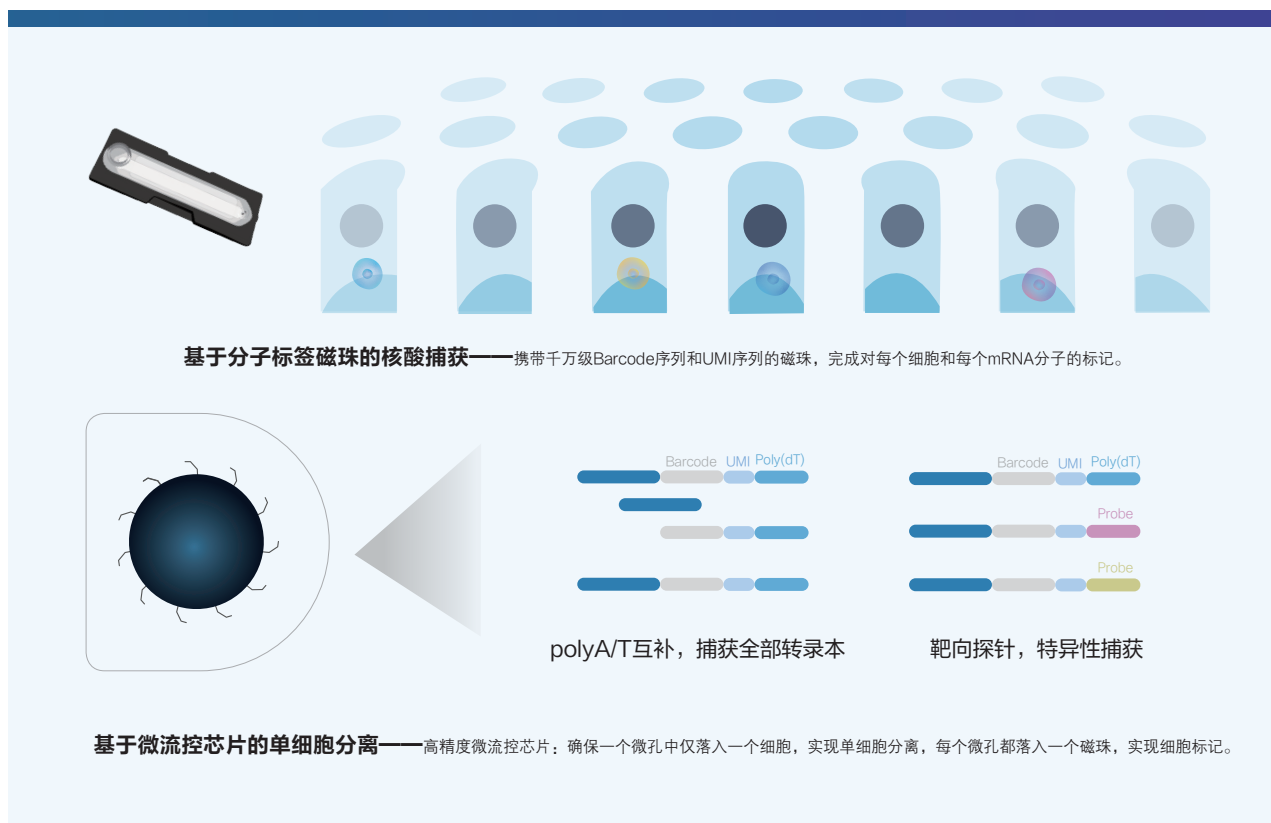 基于分子标签磁珠的核酸捕获——携带千万级Barcode序列和UMI序列的磁珠，完成对每个细胞和每个mRNA分子的标记。
Barcode UMI Poly(dT)
Barcode UMI Poly(dT)
Probe
Probe
polyA/T互补，捕获全部转录本
靶向探针，特异性捕获
基于微流控芯片的单细胞分离——高精度微流控芯片：确保一个微孔中仅落入一个细胞，实现单细胞分离，每个微孔都落入一个磁珠，实现细胞标记。